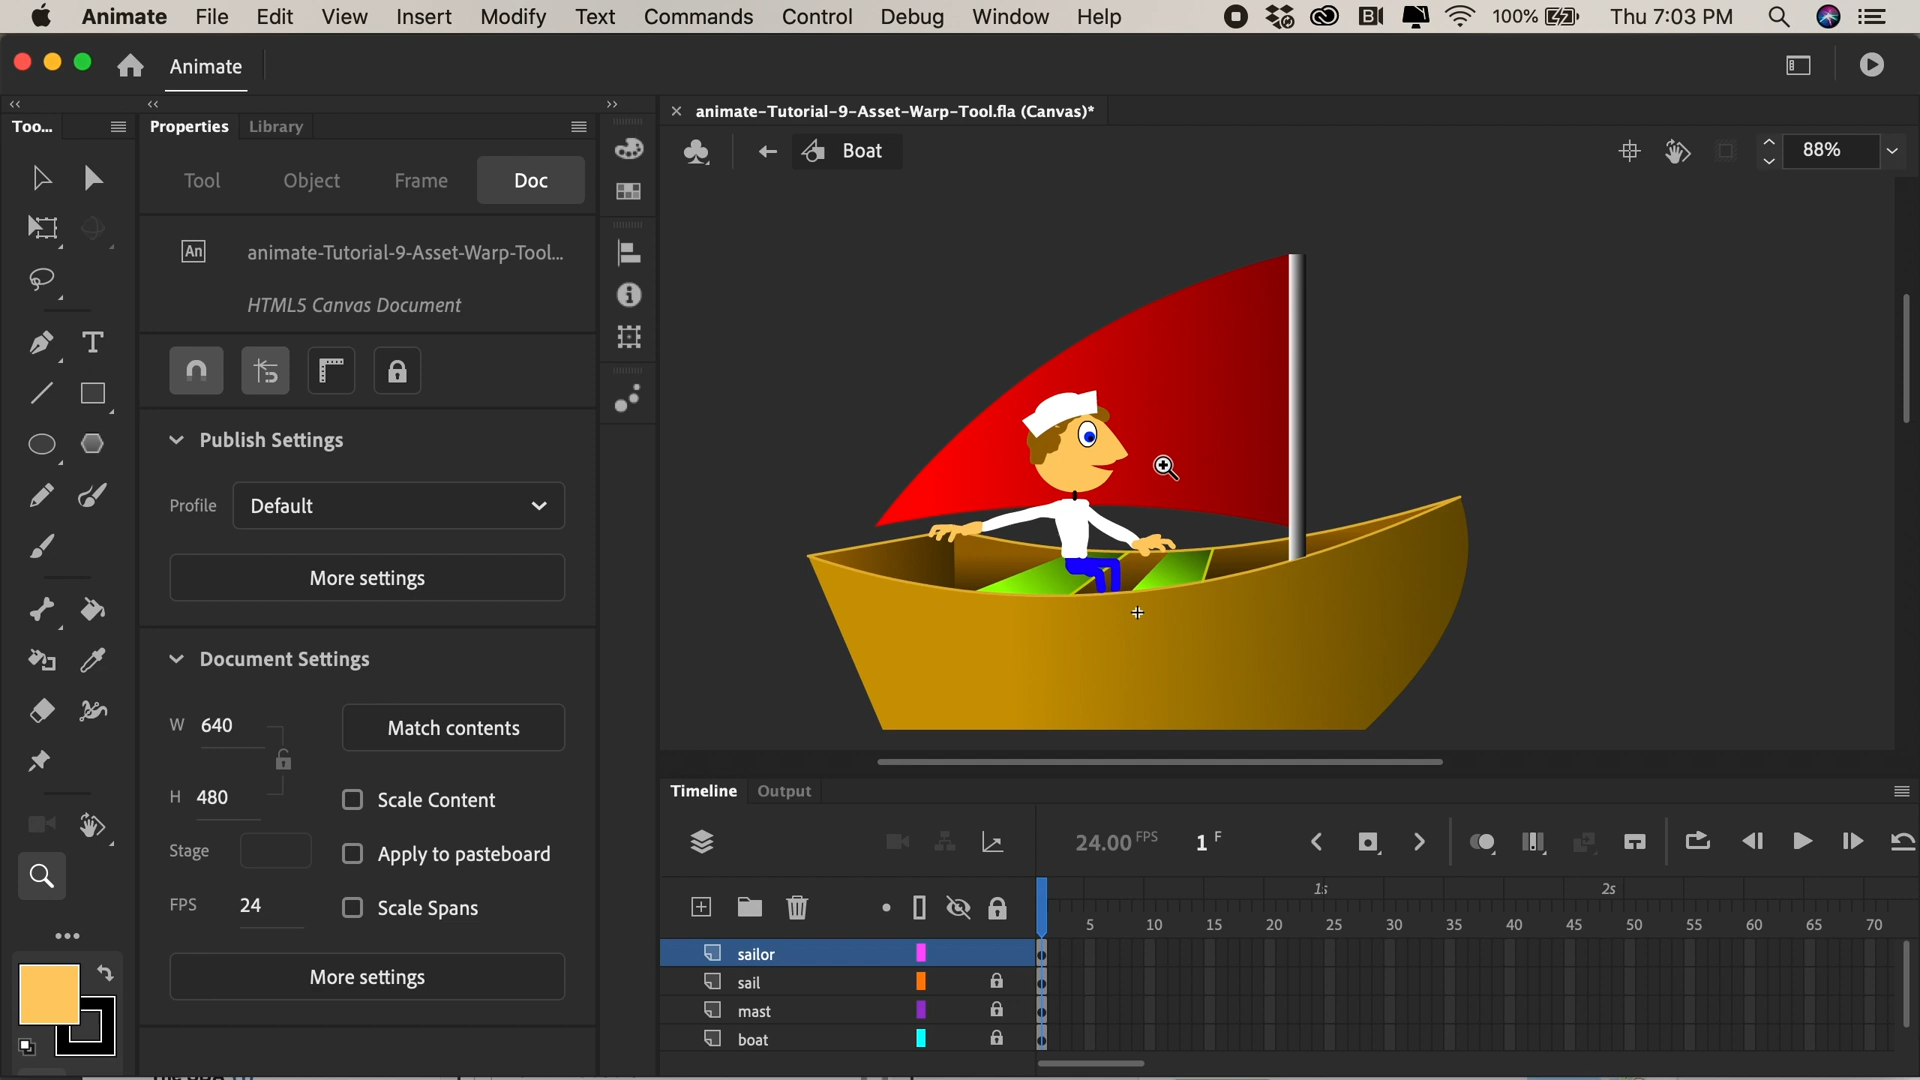 Animate File Edit View Insert Modify Text Commands Control Debug Window Help 100% Thu 7:03 PM
Animate
Too... Properties Library
animate-Tutorial-9-Asset-Warp-Tool.fla (Canvas)*
Boat 88%
Tool Object Frame Doc
An animate-Tutorial-9-Asset-Warp-Tool...
HTML5 Canvas Document
Publish Settings
Profile Default
More settings
Document Settings
W 640 Match contents
H 480 Scale Content
Stage Apply to pasteboard
FPS 24 Scale Spans
More settings
Timeline Output
24.00 FPS 1 F
1s 2s
5 10 15 20 25 30 35 40 45 50 55 60 65 70
sailor
sail
mast
boat